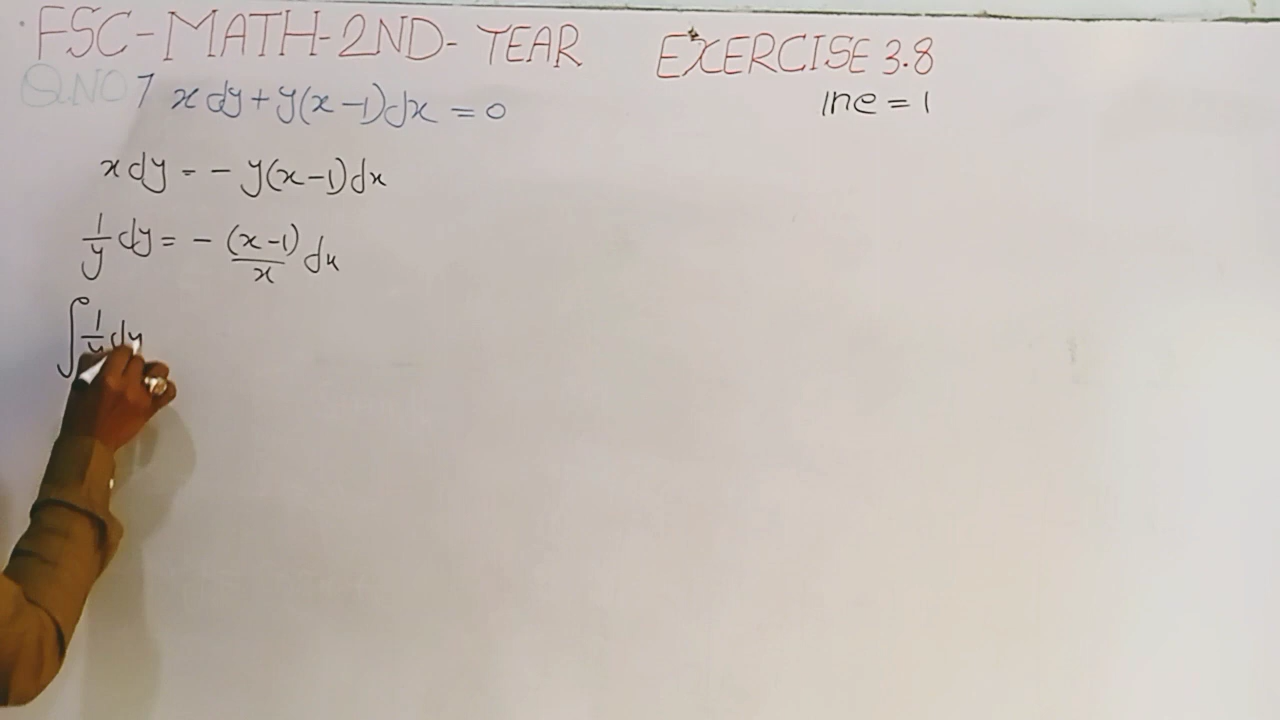 FSC-MATH-2ND-YEAR EXERCISE 3.8
Q.NO 7 x dy + y(x-1)dx = 0 lne = 1
x dy = - y(x-1)dx
1/y dy = - (x-1)/x dx
∫ 1/y dy